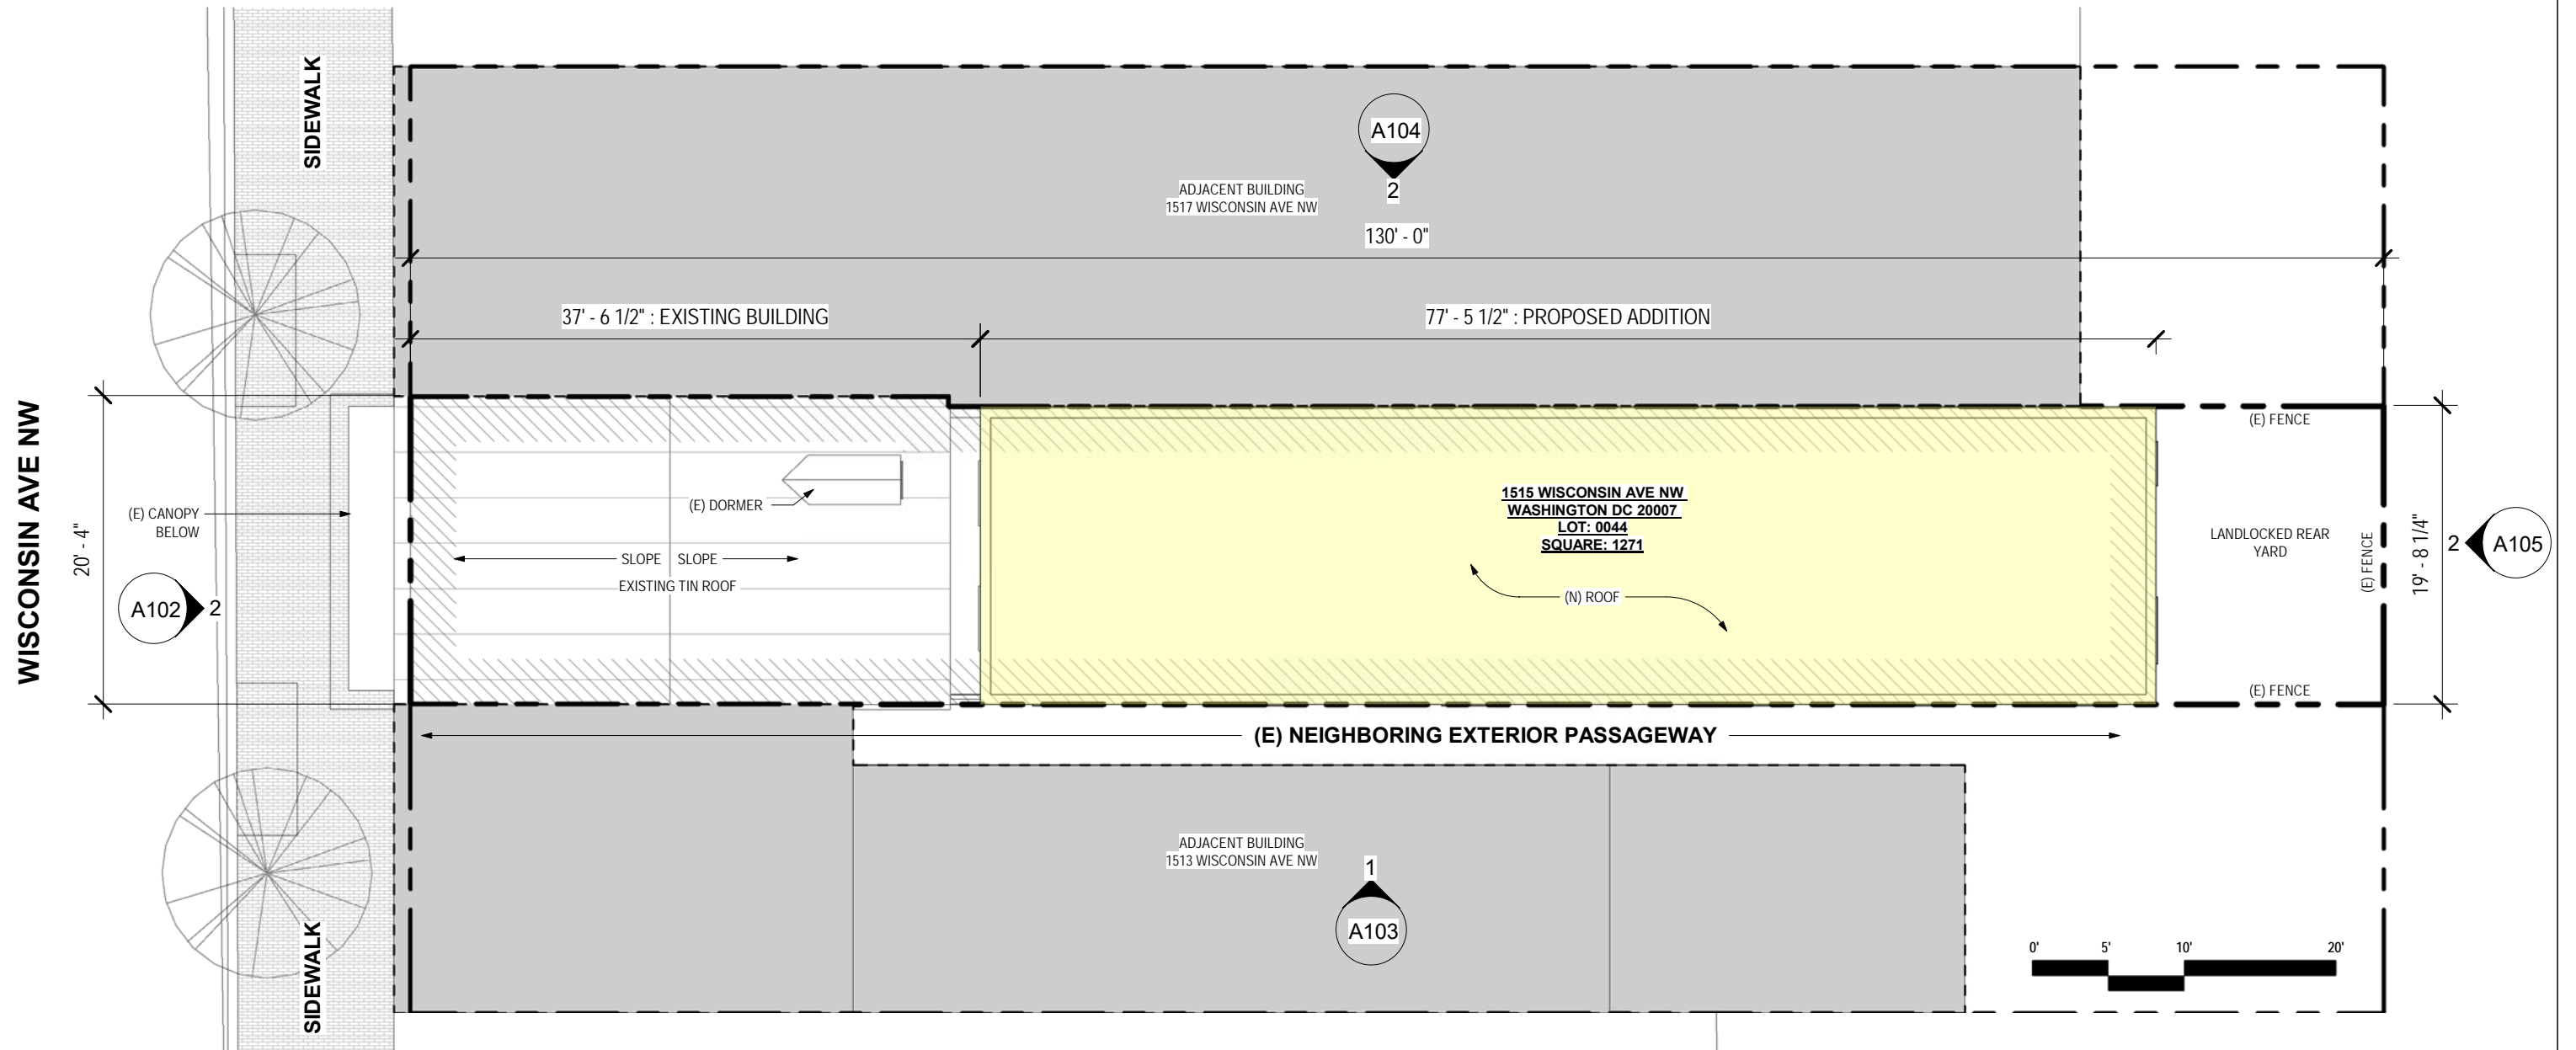 SIDEWALK
A104
2
ADJACENT BUILDING
1517 WISCONSIN AVE NW
130' - 0"
37' - 6 1/2" : EXISTING BUILDING
77' - 5 1/2" : PROPOSED ADDITION
WISCONSIN AVE NW
20' - 4"
(E) CANOPY
BELOW
A102
2
(E) DORMER
SLOPE
SLOPE
EXISTING TIN ROOF
1515 WISCONSIN AVE NW
WASHINGTON DC 20007
LOT: 0044
SQUARE: 1271
(N) ROOF
(E) FENCE
LANDLOCKED REAR
YARD
(E) FENCE
19' - 8 1/4"
2
A105
(E) FENCE
(E) NEIGHBORING EXTERIOR PASSAGEWAY
ADJACENT BUILDING
1513 WISCONSIN AVE NW
1
A103
SIDEWALK
0' 5' 10' 20'